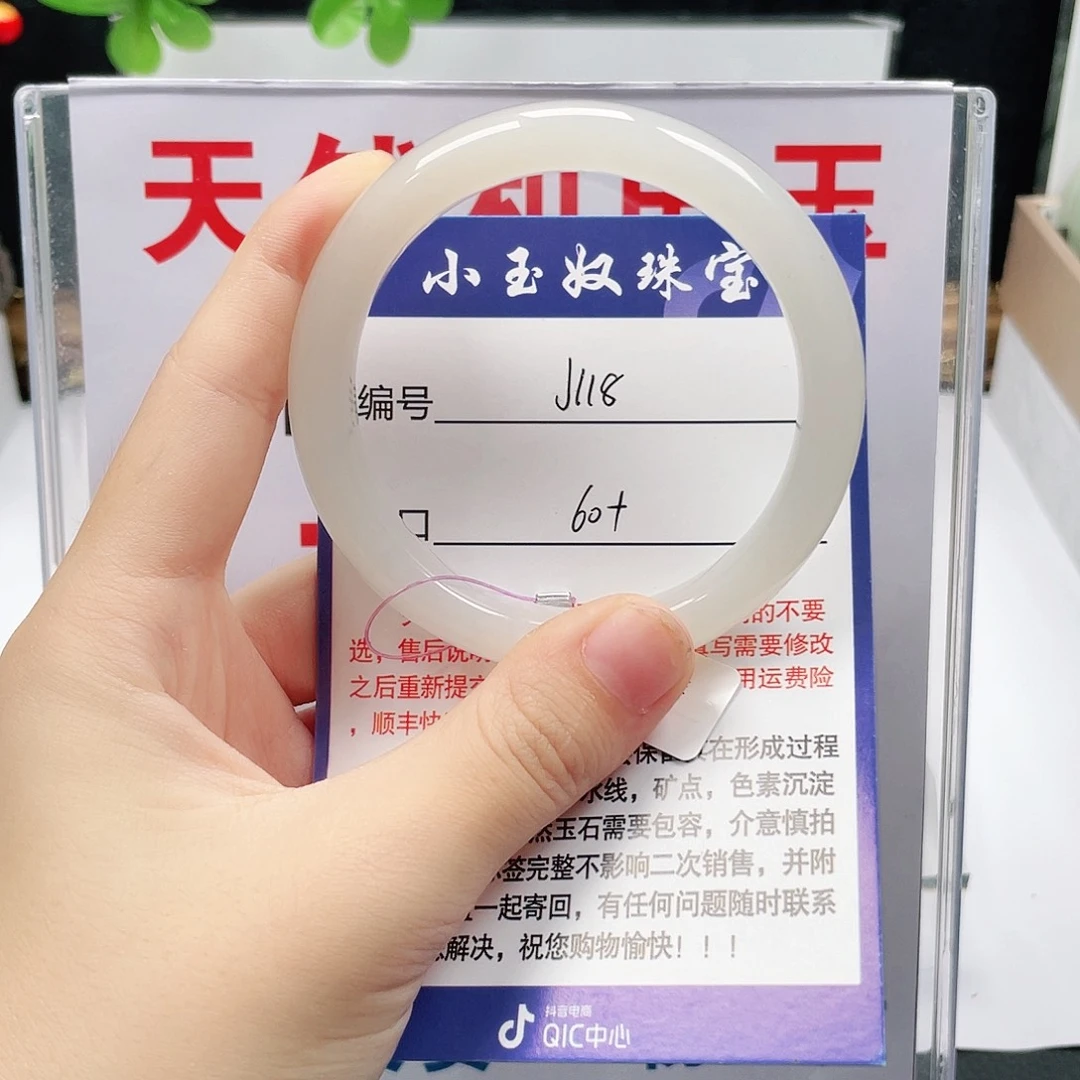 天 和田玉
小玉奴珠宝
编号 J118
口 60+
的不要
选，售后说 写需要修改
之后重新提交 用运费险
，顺丰快
在形成过程
水线，矿点，色素沉淀
然玉石需要包容，介意慎拍
签完整不影响二次销售，并附
一起寄回，有任何问题随时联系
解决，祝您购物愉快！！！
抖音电商
QIC中心